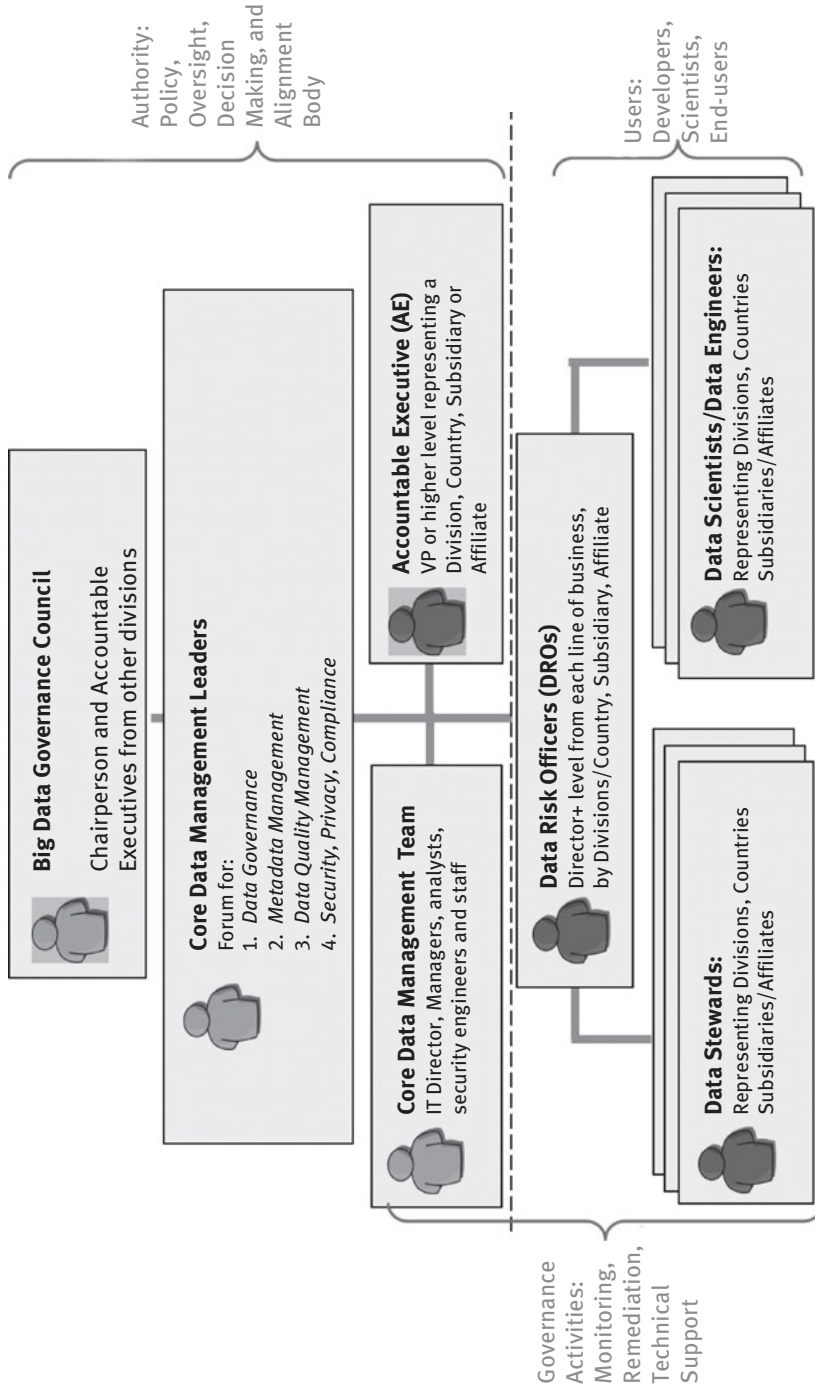 Big Data Governance Council
Chairperson and Accountable
Executives from other divisions
Authority:
Policy,
Oversight,
Decision
Making, and
Alignment
Body
Core Data Management Leaders
Forum for:
1. Data Governance
2. Metadata Management
3. Data Quality Management
4. Security, Privacy, Compliance
Core Data Management Team
IT Director, Managers, analysts,
security engineers and staff
Accountable Executive (AE)
VP or higher level representing a
Division, Country, Subsidiary or
Affiliate
Governance
Activities:
Monitoring,
Remediation,
Technical
Support
Data Risk Officers (DROs)
Director+ level from each line of business,
by Divisions/Country, Subsidiary, Affiliate
Data Stewards:
Representing Divisions, Countries
Subsidiaries/Affiliates
Data Scientists/Data Engineers:
Representing Divisions, Countries
Subsidiaries/Affiliates
Users:
Developers,
Scientists,
End-users